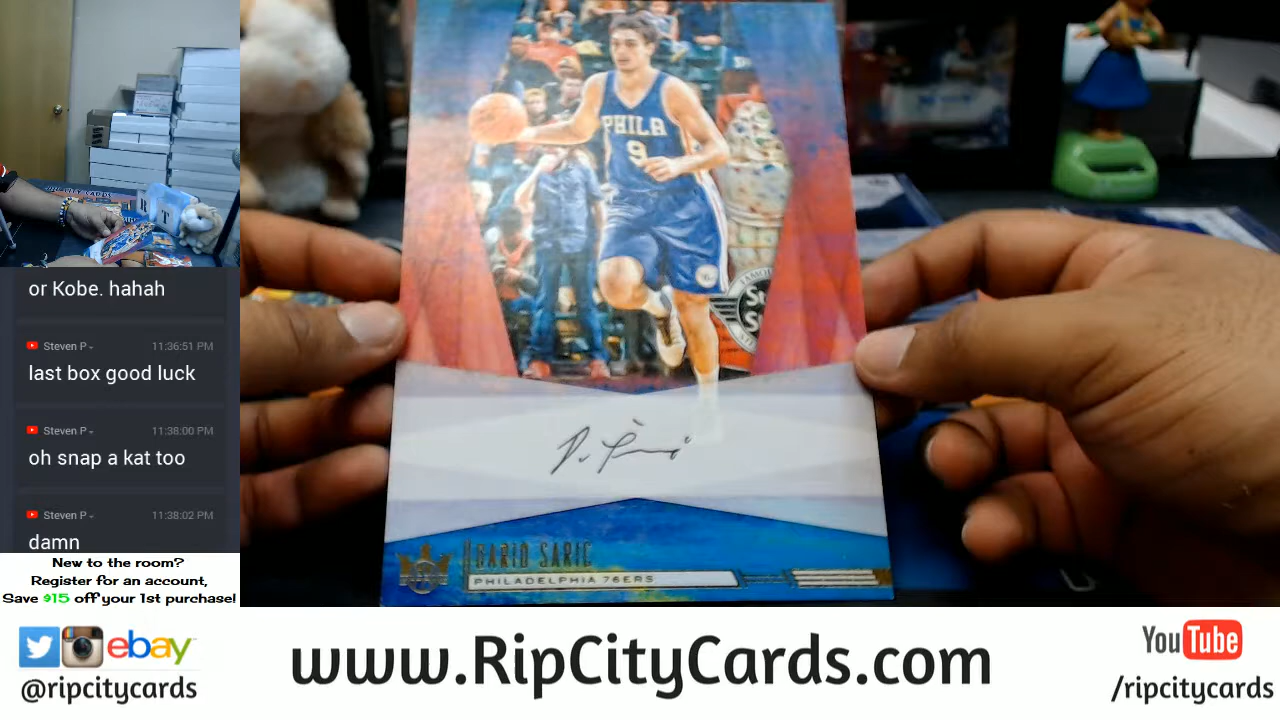 or Kobe. hahah
Steven P 11:36:51 PM
last box good luck
Steven P 11:38:00 PM
oh snap a kat too
Steven P 11:38:02 PM
damn
New to the room?
Register for an account,
Save $15 off your 1st purchase!
PHILA
9
DARIO SARIC
PHILADELPHIA 76ERS
ebay
@ripcitycards
www.RipCityCards.com
YouTube
/ripcitycards